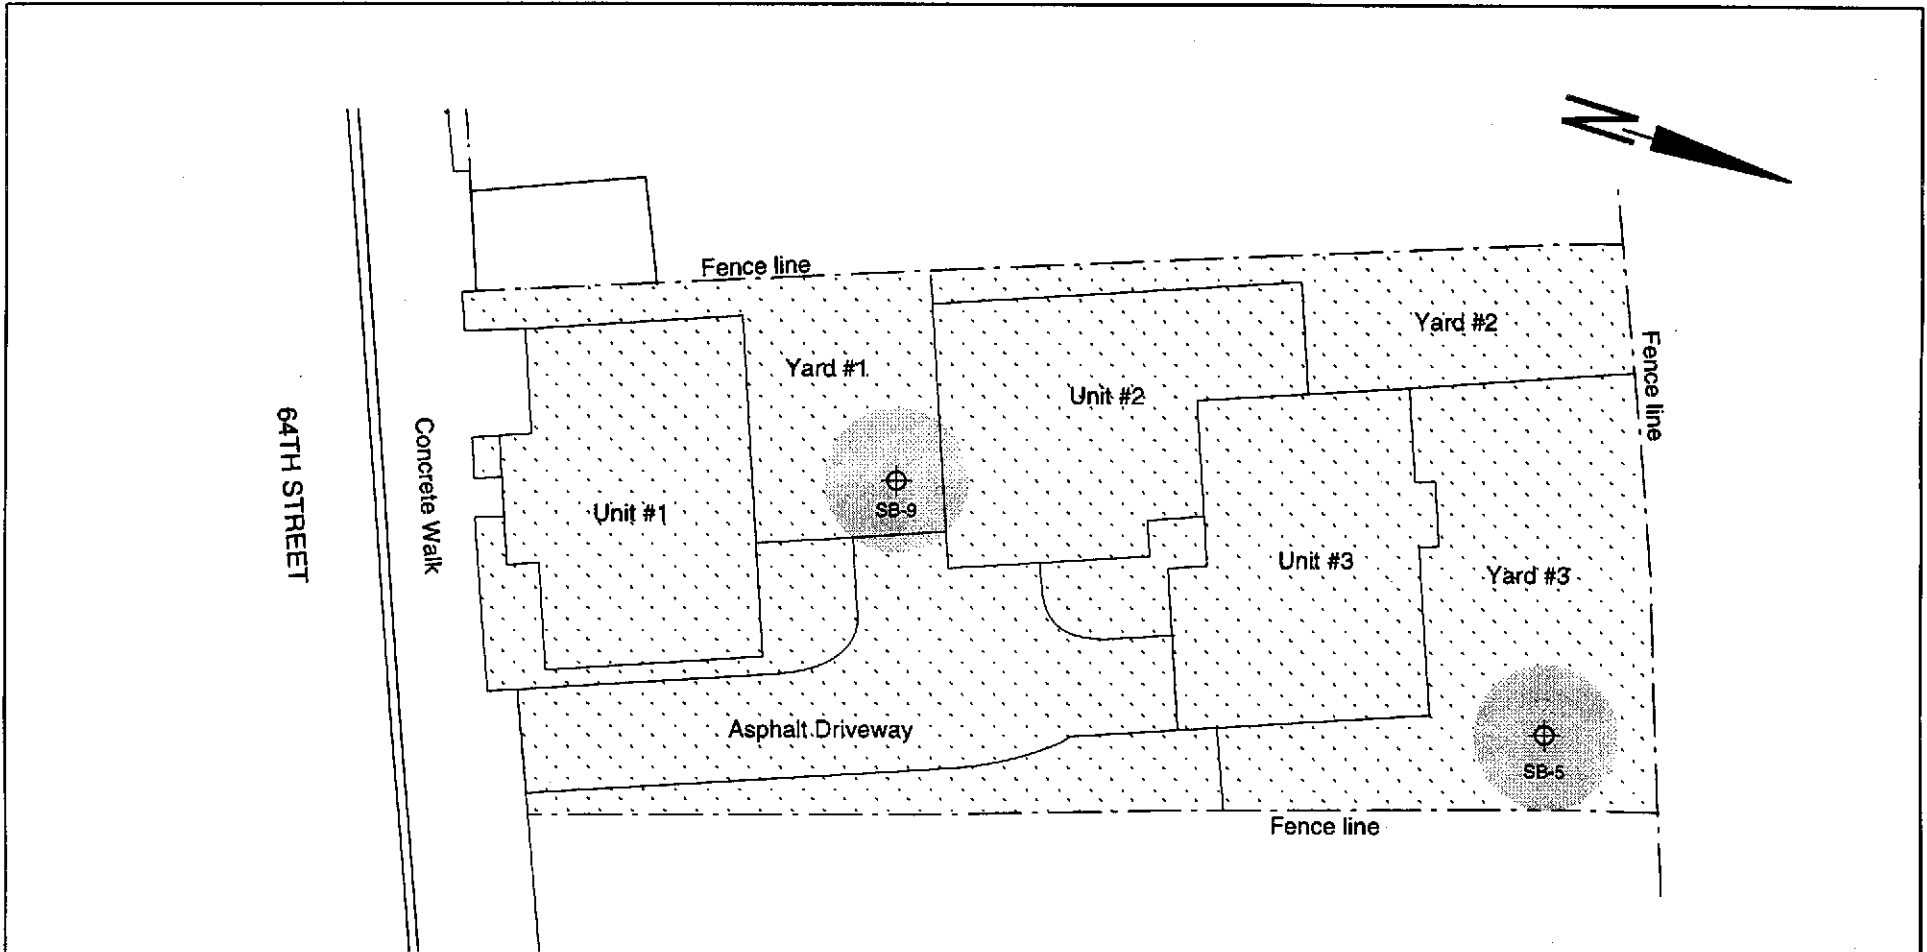 N
Fence line
Yard #2
Fence line
Yard #1
Unit #2
64TH STREET
Concrete Walk
SB-9
Unit #1
Unit #3
Yard #3
Asphalt Driveway
SB-5
Fence line